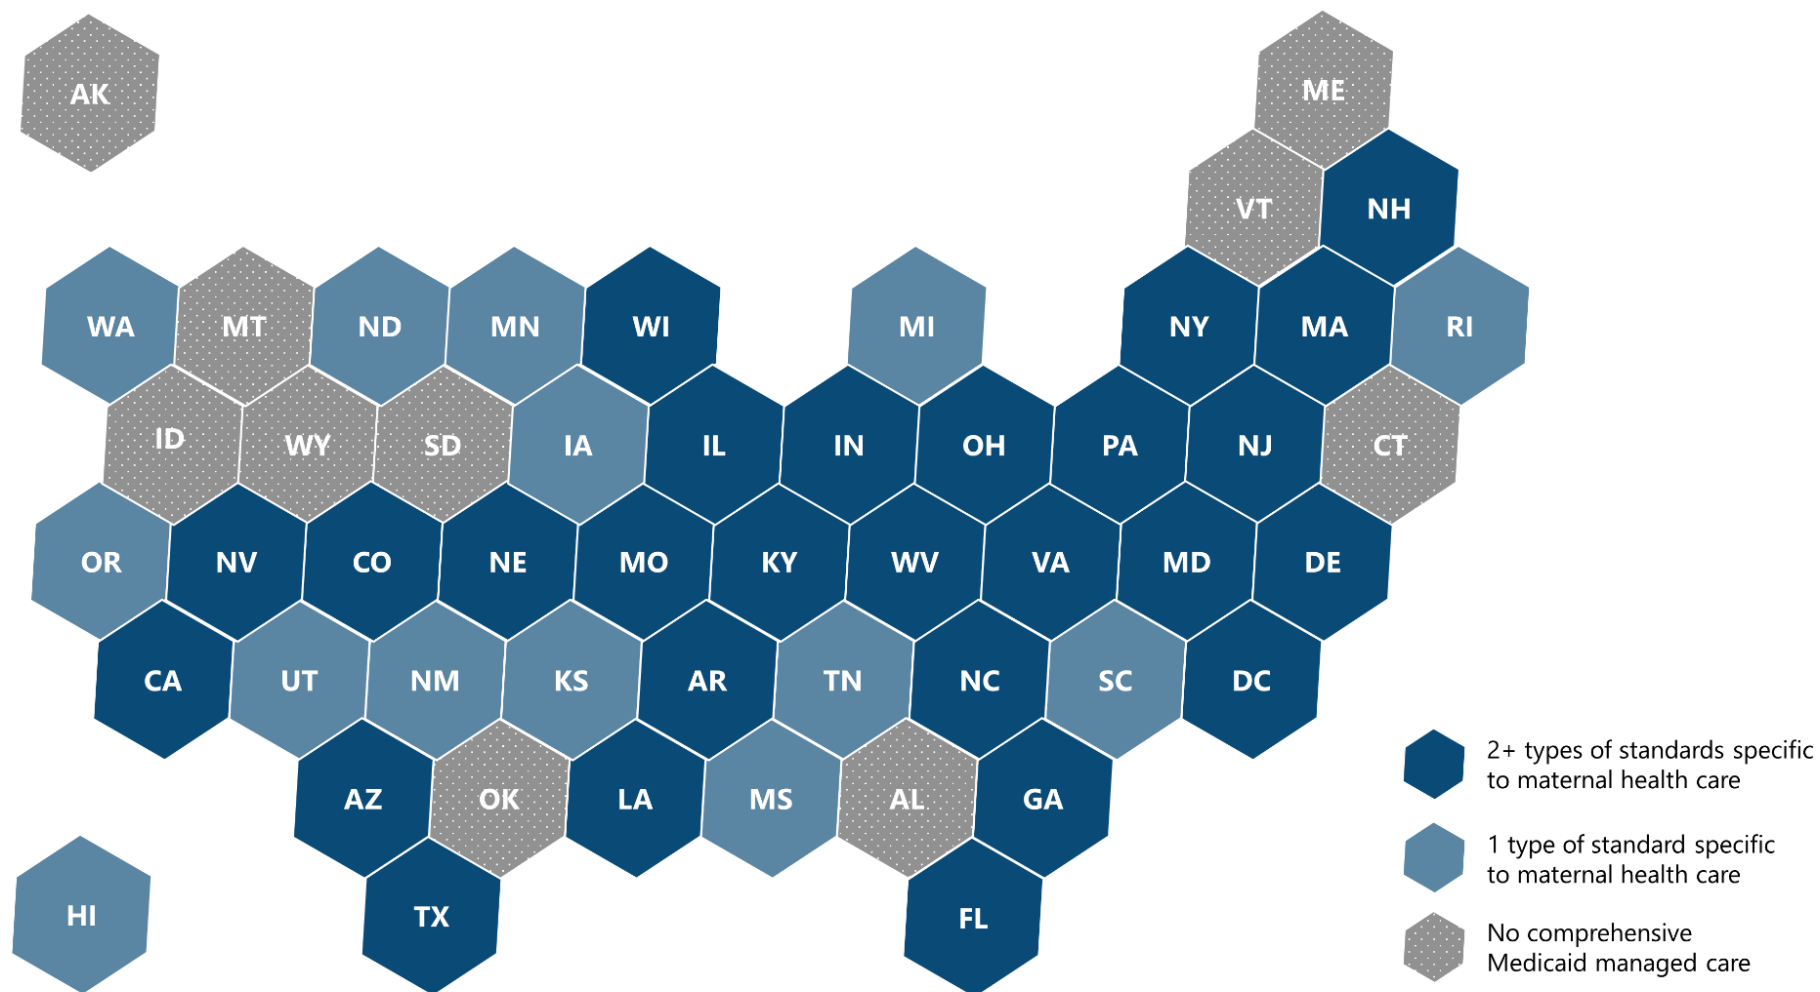 AK
ME
VT NH
WA MT ND MN WI MI NY MA RI
ID WY SD IA IL IN OH PA NJ CT
OR NV CO NE MO KY WV VA MD DE
CA UT NM KS AR TN NC SC DC
AZ OK LA MS AL GA
HI TX FL
2+ types of standards specific
to maternal health care
1 type of standard specific
to maternal health care
No comprehensive
Medicaid managed care